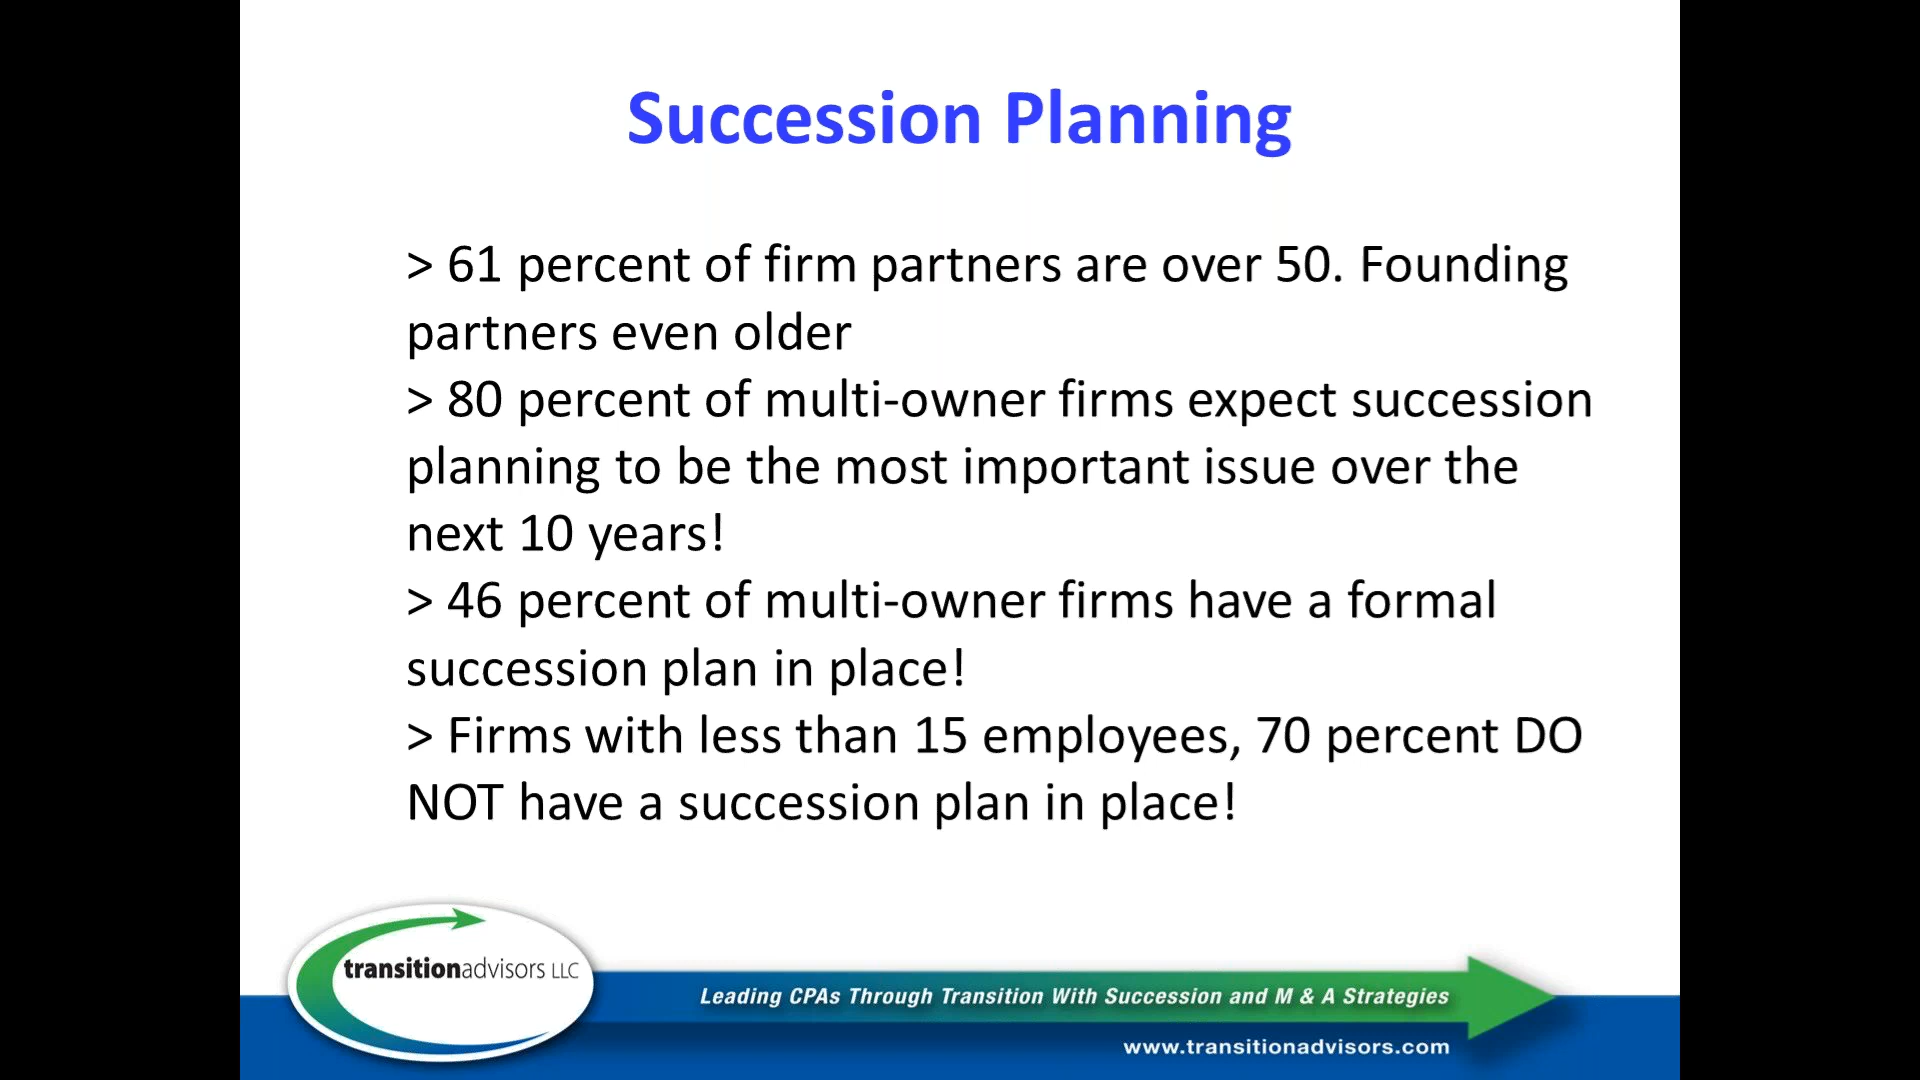 Succession Planning
> 61 percent of firm partners are over 50. Founding
partners even older
> 80 percent of multi-owner firms expect succession
planning to be the most important issue over the
next 10 years!
> 46 percent of multi-owner firms have a formal
succession plan in place!
> Firms with less than 15 employees, 70 percent DO
NOT have a succession plan in place!
transitionadvisors LLC
Leading CPAs Through Transition With Succession and M & A Strategies
www.transitionadvisors.com